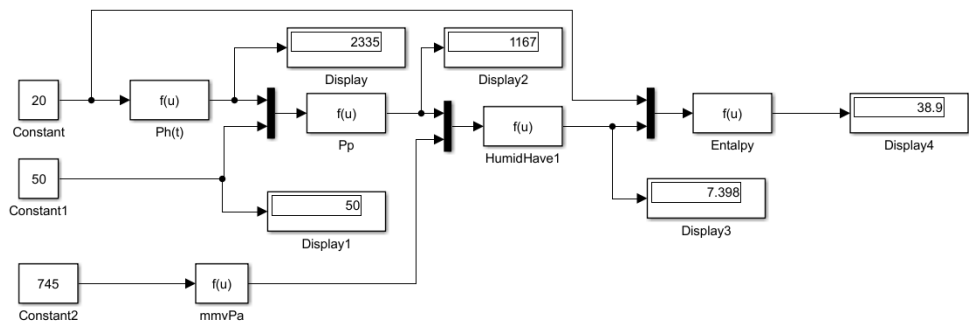 2335
Display
1167
Display2
20
Constant
f(u)
Ph(t)
f(u)
Pp
f(u)
HumidHave1
f(u)
Entalpy
38.9
Display4
50
Constant1
50
Display1
7.398
Display3
745
Constant2
f(u)
mmvPa